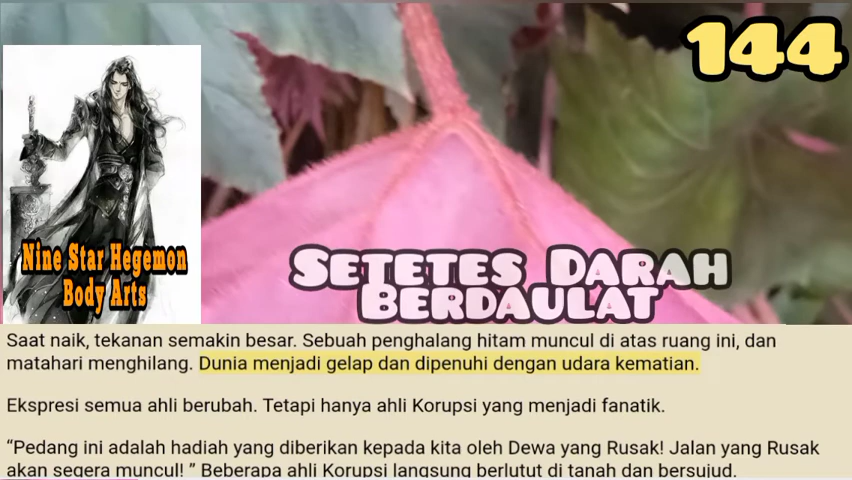 144
Nine Star Hegemon
Body Arts
Setetes Darah
Berdaulat
Saat naik, tekanan semakin besar. Sebuah penghalang hitam muncul di atas ruang ini, dan
matahari menghilang. Dunia menjadi gelap dan dipenuhi dengan udara kematian.
Ekspresi semua ahli berubah. Tetapi hanya ahli Korupsi yang menjadi fanatik.
“Pedang ini adalah hadiah yang diberikan kepada kita oleh Dewa yang Rusak! Jalan yang Rusak
akan segera muncul! ” Beberapa ahli Korupsi langsung berlutut di tanah dan bersujud.